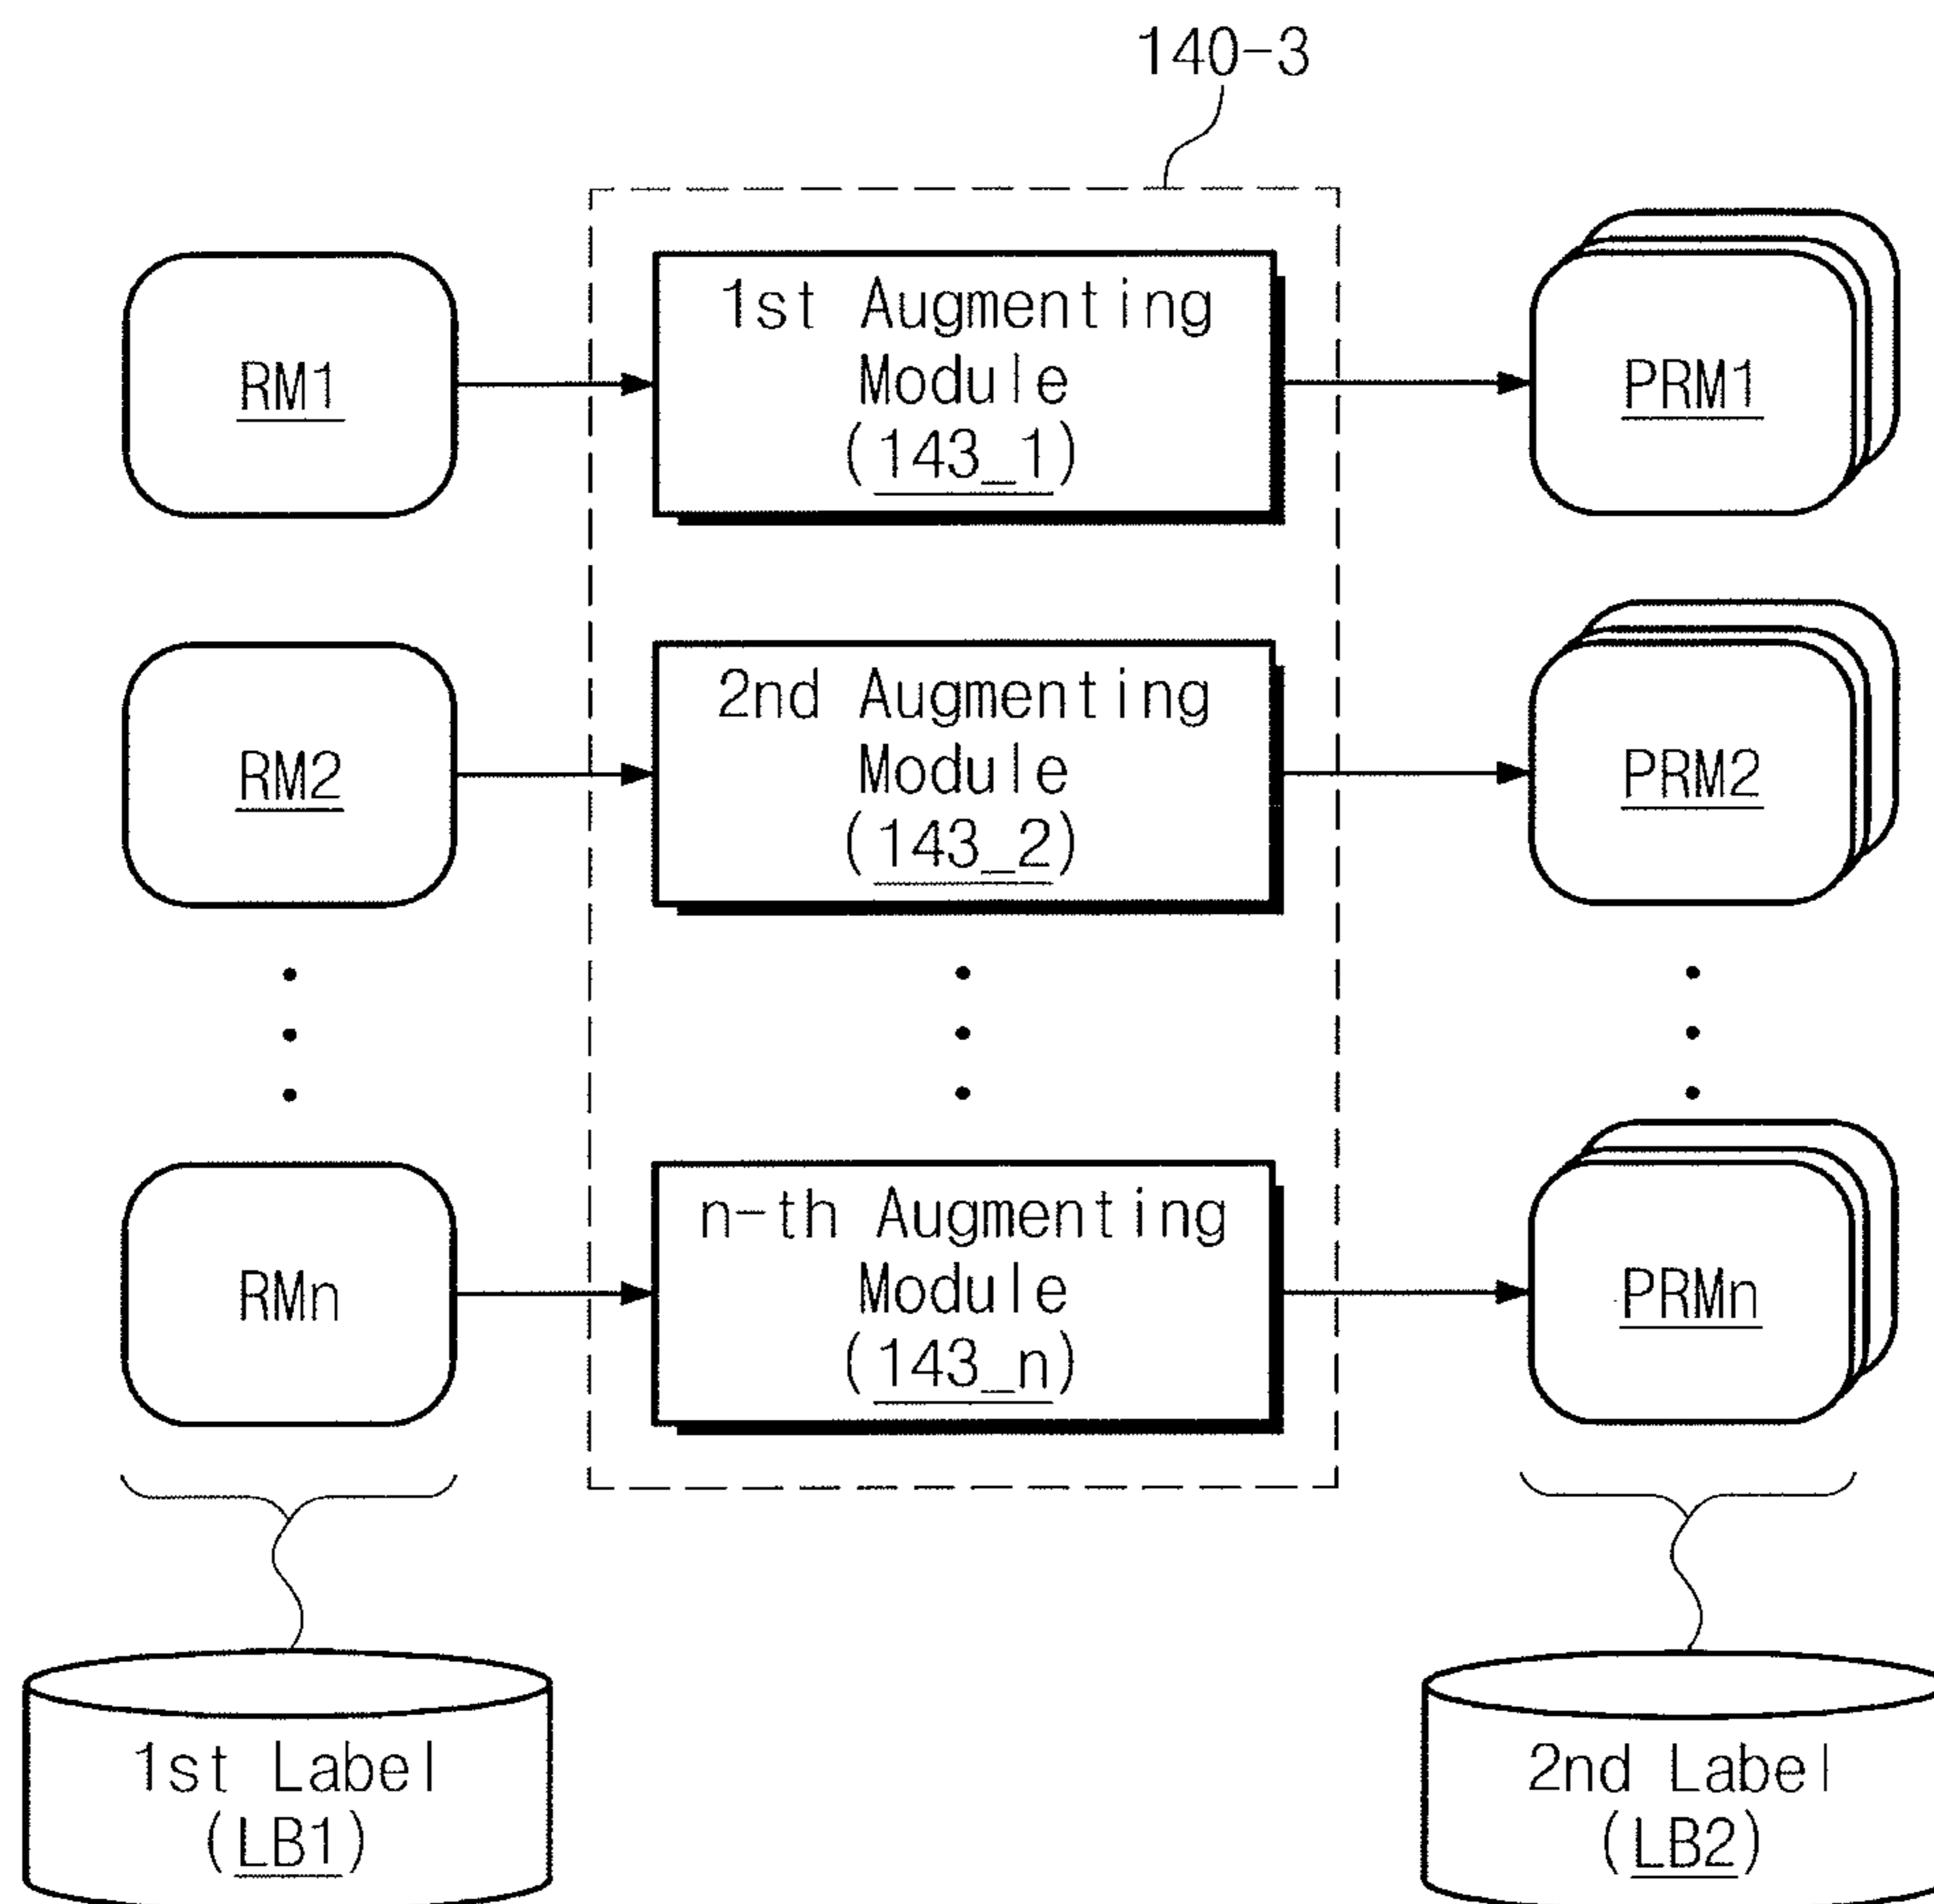 140-3
RM1
1st Augmenting
Module
(143_1)
PRM1
RM2
2nd Augmenting
Module
(143_2)
PRM2
RMn
n-th Augmenting
Module
(143_n)
PRMn
1st Label
(LB1)
2nd Label
(LB2)